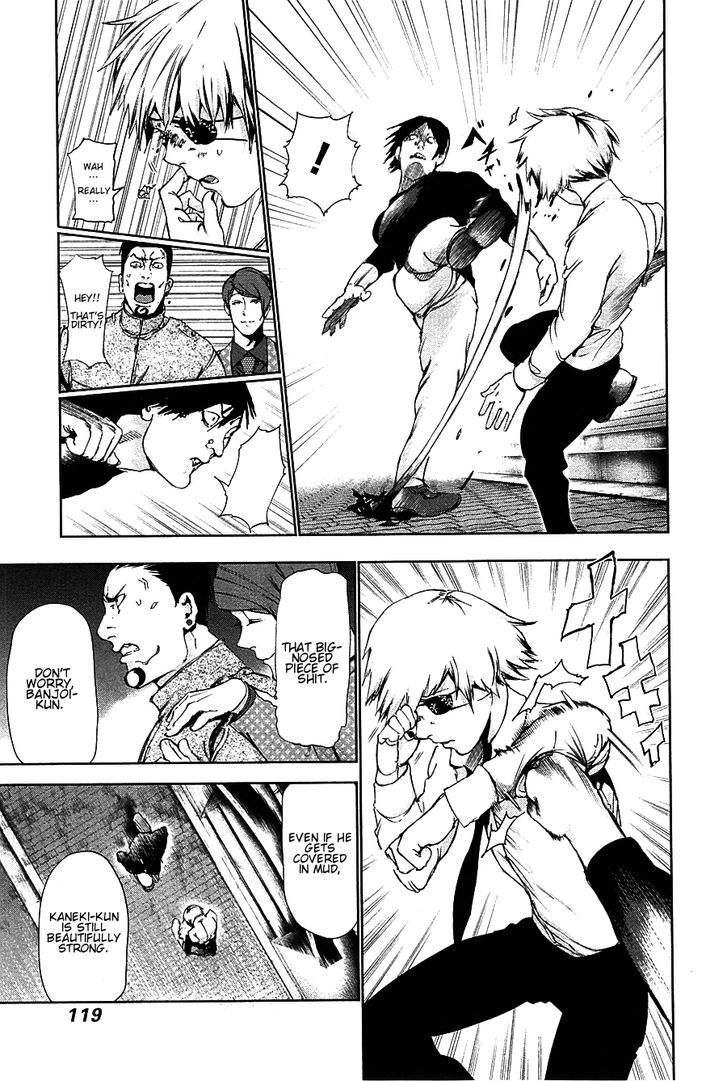 !
WAH
...
REALLY
...
HEY!!
THAT'S
DIRTY!
THAT BIG-
NOSED
PIECE OF
SHIT.
DON'T
WORRY,
BANJOI-
KUN.
EVEN IF HE
GETS
COVERED
IN MUD,
KANEKI-KUN
IS STILL
BEAUTIFULLY
STRONG.
119